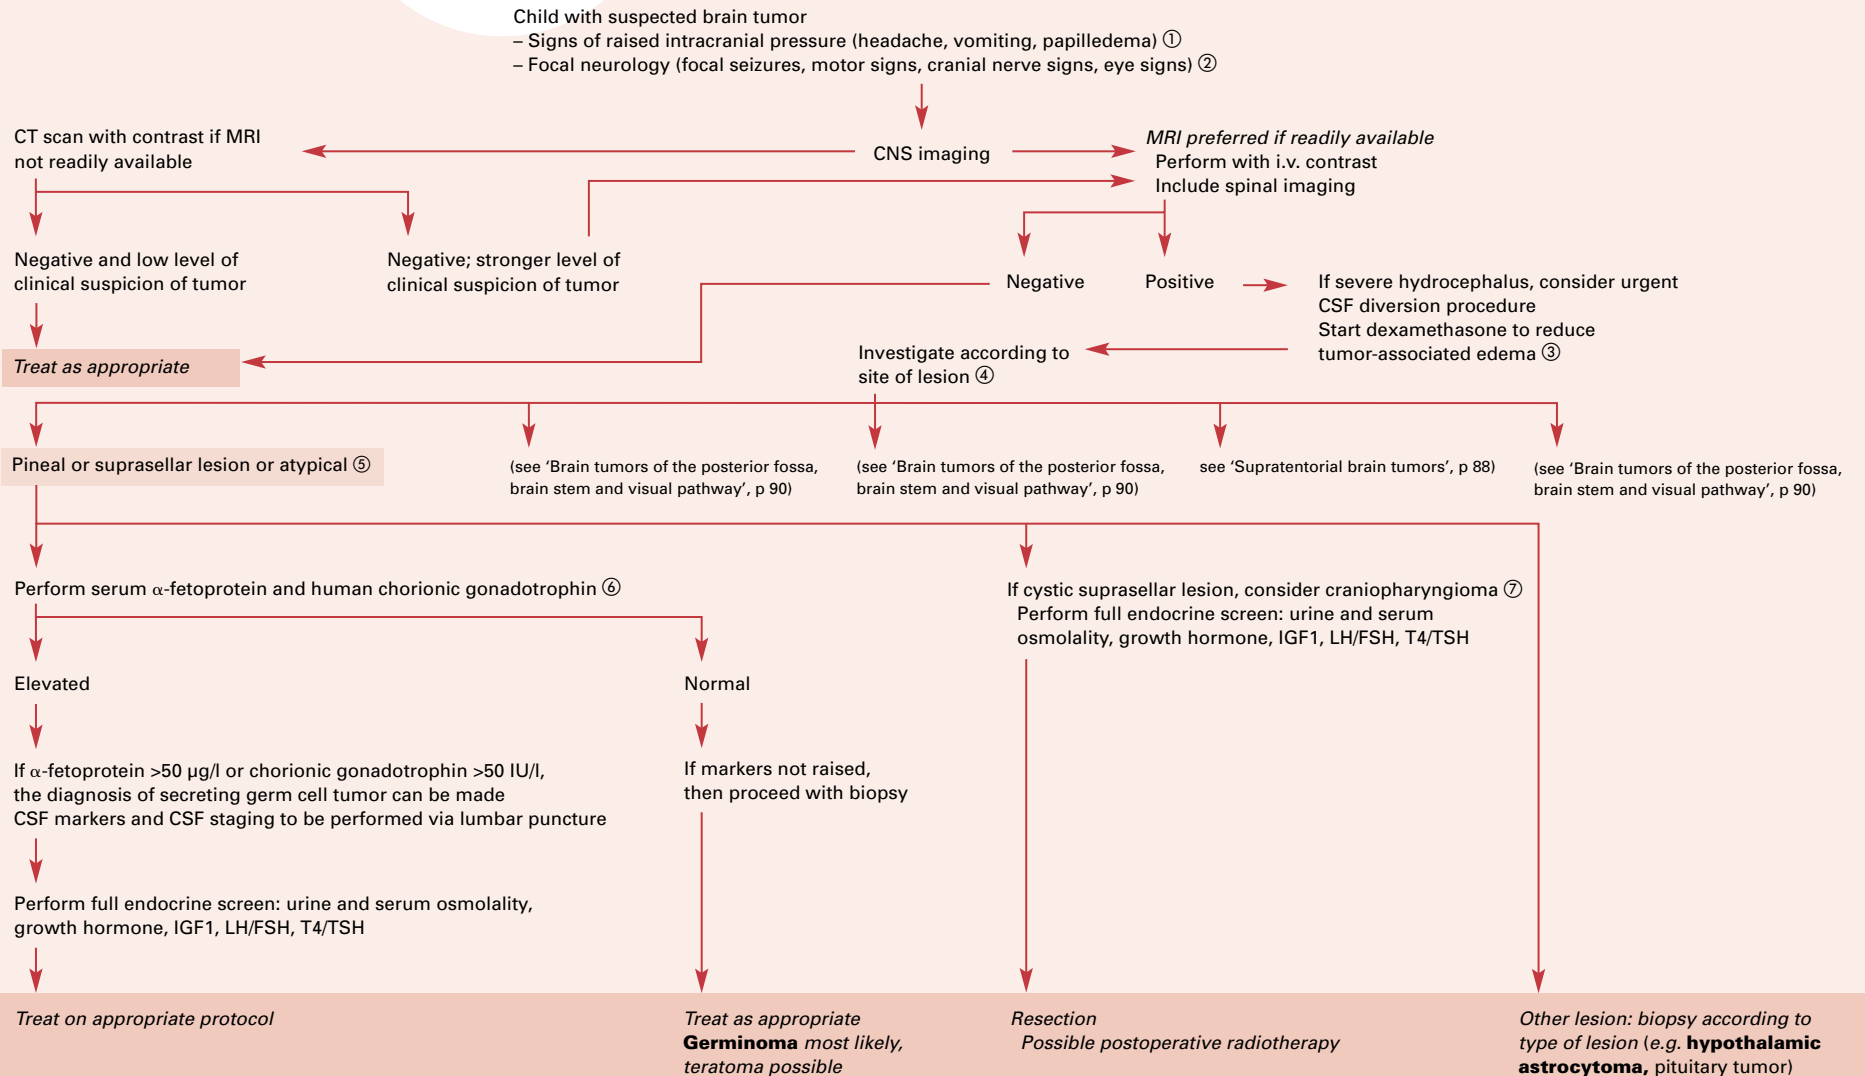 Child with suspected brain tumor
– Signs of raised intracranial pressure (headache, vomiting, papilledema) ①
– Focal neurology (focal seizures, motor signs, cranial nerve signs, eye signs) ②
CT scan with contrast if MRI
not readily available
CNS imaging
MRI preferred if readily available
Perform with i.v. contrast
Include spinal imaging
Negative and low level of
clinical suspicion of tumor
Negative; stronger level of
clinical suspicion of tumor
Negative
Positive
If severe hydrocephalus, consider urgent
CSF diversion procedure
Start dexamethasone to reduce
tumor-associated edema ③
Treat as appropriate
Investigate according to
site of lesion ④
Pineal or suprasellar lesion or atypical ⑤
(see ‘Brain tumors of the posterior fossa,
brain stem and visual pathway’, p 90)
(see ‘Brain tumors of the posterior fossa,
brain stem and visual pathway’, p 90)
see ‘Supratentorial brain tumors’, p 88)
(see ‘Brain tumors of the posterior fossa,
brain stem and visual pathway’, p 90)
Perform serum α-fetoprotein and human chorionic gonadotrophin ⑥
If cystic suprasellar lesion, consider craniopharyngioma ⑦
Perform full endocrine screen: urine and serum
osmolality, growth hormone, IGF1, LH/FSH, T4/TSH
Elevated
Normal
If α-fetoprotein >50 µg/l or chorionic gonadotrophin >50 IU/l,
the diagnosis of secreting germ cell tumor can be made
CSF markers and CSF staging to be performed via lumbar puncture
If markers not raised,
then proceed with biopsy
Perform full endocrine screen: urine and serum osmolality,
growth hormone, IGF1, LH/FSH, T4/TSH
Treat on appropriate protocol
Treat as appropriate
Germinoma most likely,
teratoma possible
Resection
Possible postoperative radiotherapy
Other lesion: biopsy according to
type of lesion (e.g. hypothalamic
astrocytoma, pituitary tumor)